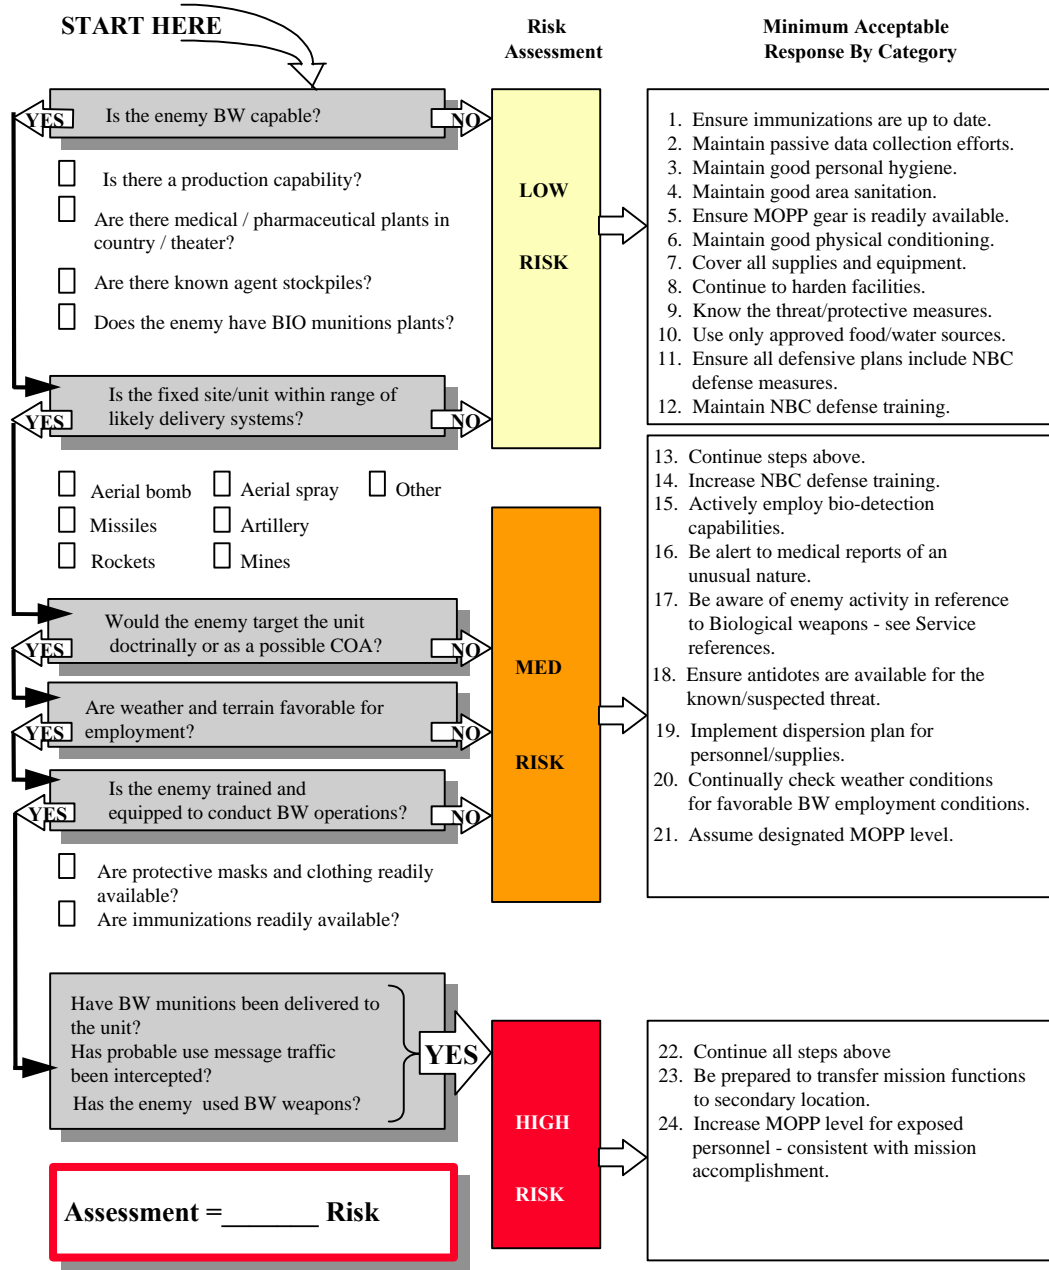 START HERE
Risk
Assessment
Minimum Acceptable
Response By Category
YES
Is the enemy BW capable?
NO
Is there a production capability?
Are there medical / pharmaceutical plants in
country / theater?
Are there known agent stockpiles?
Does the enemy have BIO munitions plants?
YES
Is the fixed site/unit within range of
likely delivery systems?
NO
LOW
RISK
1. Ensure immunizations are up to date.
2. Maintain passive data collection efforts.
3. Maintain good personal hygiene.
4. Maintain good area sanitation.
5. Ensure MOPP gear is readily available.
6. Maintain good physical conditioning.
7. Cover all supplies and equipment.
8. Continue to harden facilities.
9. Know the threat/protective measures.
10. Use only approved food/water sources.
11. Ensure all defensive plans include NBC
defense measures.
12. Maintain NBC defense training.
Aerial bomb
Aerial spray
Other
Missiles
Artillery
Rockets
Mines
Would the enemy target the unit
doctrinally or as a possible COA?
YES
NO
Are weather and terrain favorable for
employment?
YES
NO
Is the enemy trained and
equipped to conduct BW operations?
YES
NO
Are protective masks and clothing readily
available?
Are immunizations readily available?
MED
RISK
13. Continue steps above.
14. Increase NBC defense training.
15. Actively employ bio-detection
capabilities.
16. Be alert to medical reports of an
unusual nature.
17. Be aware of enemy activity in reference
to Biological weapons - see Service
references.
18. Ensure antidotes are available for the
known/suspected threat.
19. Implement dispersion plan for
personnel/supplies.
20. Continually check weather conditions
for favorable BW employment conditions.
21. Assume designated MOPP level.
Have BW munitions been delivered to
the unit?
Has probable use message traffic
been intercepted?
Has the enemy used BW weapons?
YES
HIGH
RISK
22. Continue all steps above
23. Be prepared to transfer mission functions
to secondary location.
24. Increase MOPP level for exposed
personnel - consistent with mission
accomplishment.
Assessment =_______ Risk